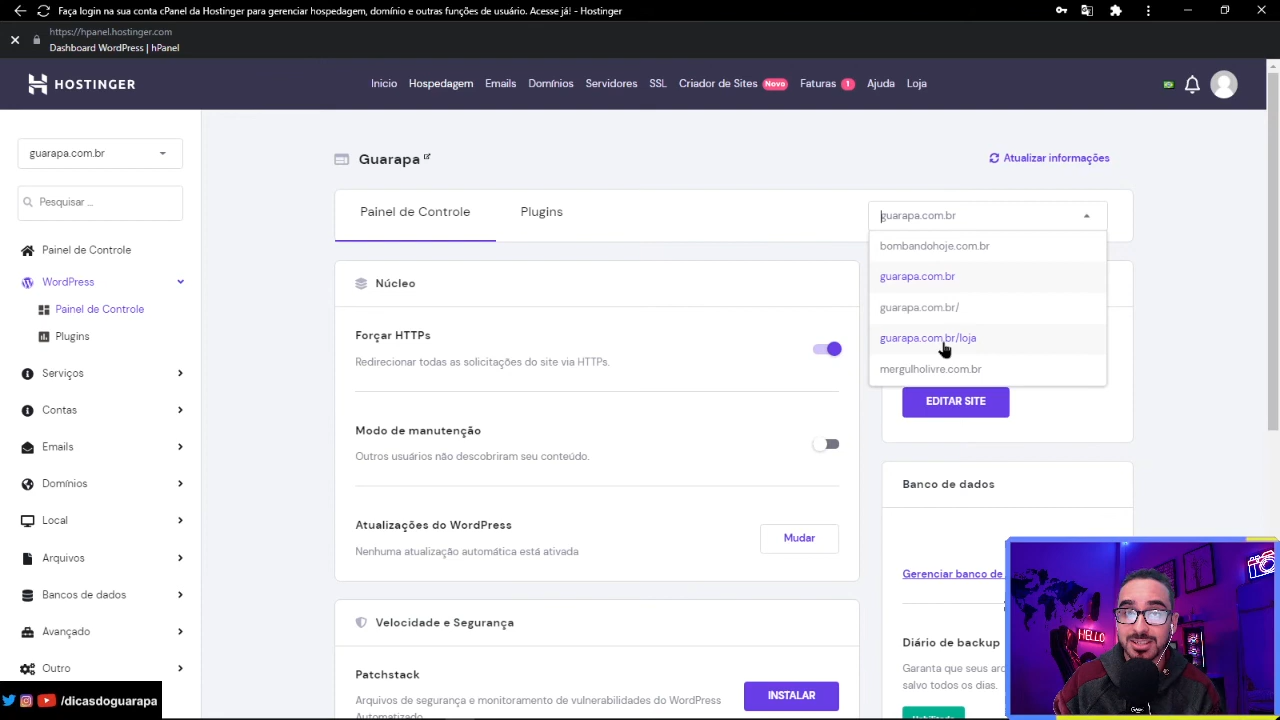 Faça login na sua conta cPanel da Hostinger para gerenciar hospedagem, domínio e outras funções de usuário. Acesse já! - Hostinger
https://hpanel.hostinger.com
Dashboard WordPress | hPanel
HOSTINGER
Inicio Hospedagem Emails Domínios Servidores SSL Criador de Sites Novo Faturas 1 Ajuda Loja
guarapa.com.br
Pesquisar ...
Painel de Controle
WordPress
Painel de Controle
Plugins
Serviços
Contas
Emails
Domínios
Local
Arquivos
Bancos de dados
Avançado
Outro
/dicasdoguarapa
Guarapa
Atualizar informações
Painel de Controle
Plugins
guarapa.com.br
bombandohoje.com.br
guarapa.com.br
guarapa.com.br/
guarapa.com.br/loja
mergulholivre.com.br
Núcleo
Forçar HTTPs
Redirecionar todas as solicitações do site via HTTPs.
Modo de manutenção
Outros usuários não descobriram seu conteúdo.
Atualizações do WordPress
Nenhuma atualização automática está ativada
Mudar
Velocidade e Segurança
Patchstack
Arquivos de segurança e monitoramento de vulnerabilidades do WordPress
Automatizado
INSTALAR
EDITAR SITE
Banco de dados
Gerenciar banco de
Diário de backup
Garanta que seus arq
salvo todos os dias.
HELLO